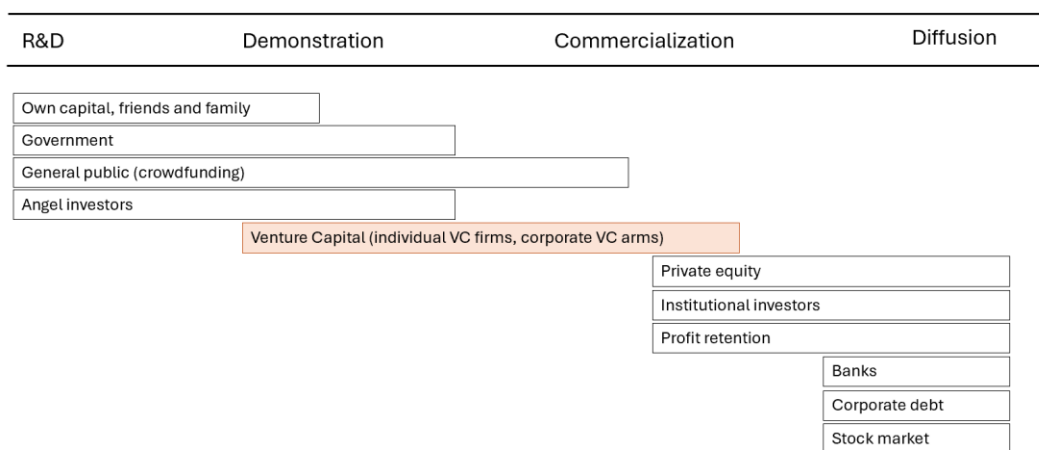 R&D Demonstration Commercialization Diffusion
Own capital, friends and family
Government
General public (crowdfunding)
Angel investors
Venture Capital (individual VC firms, corporate VC arms)
Private equity
Institutional investors
Profit retention
Banks
Corporate debt
Stock market